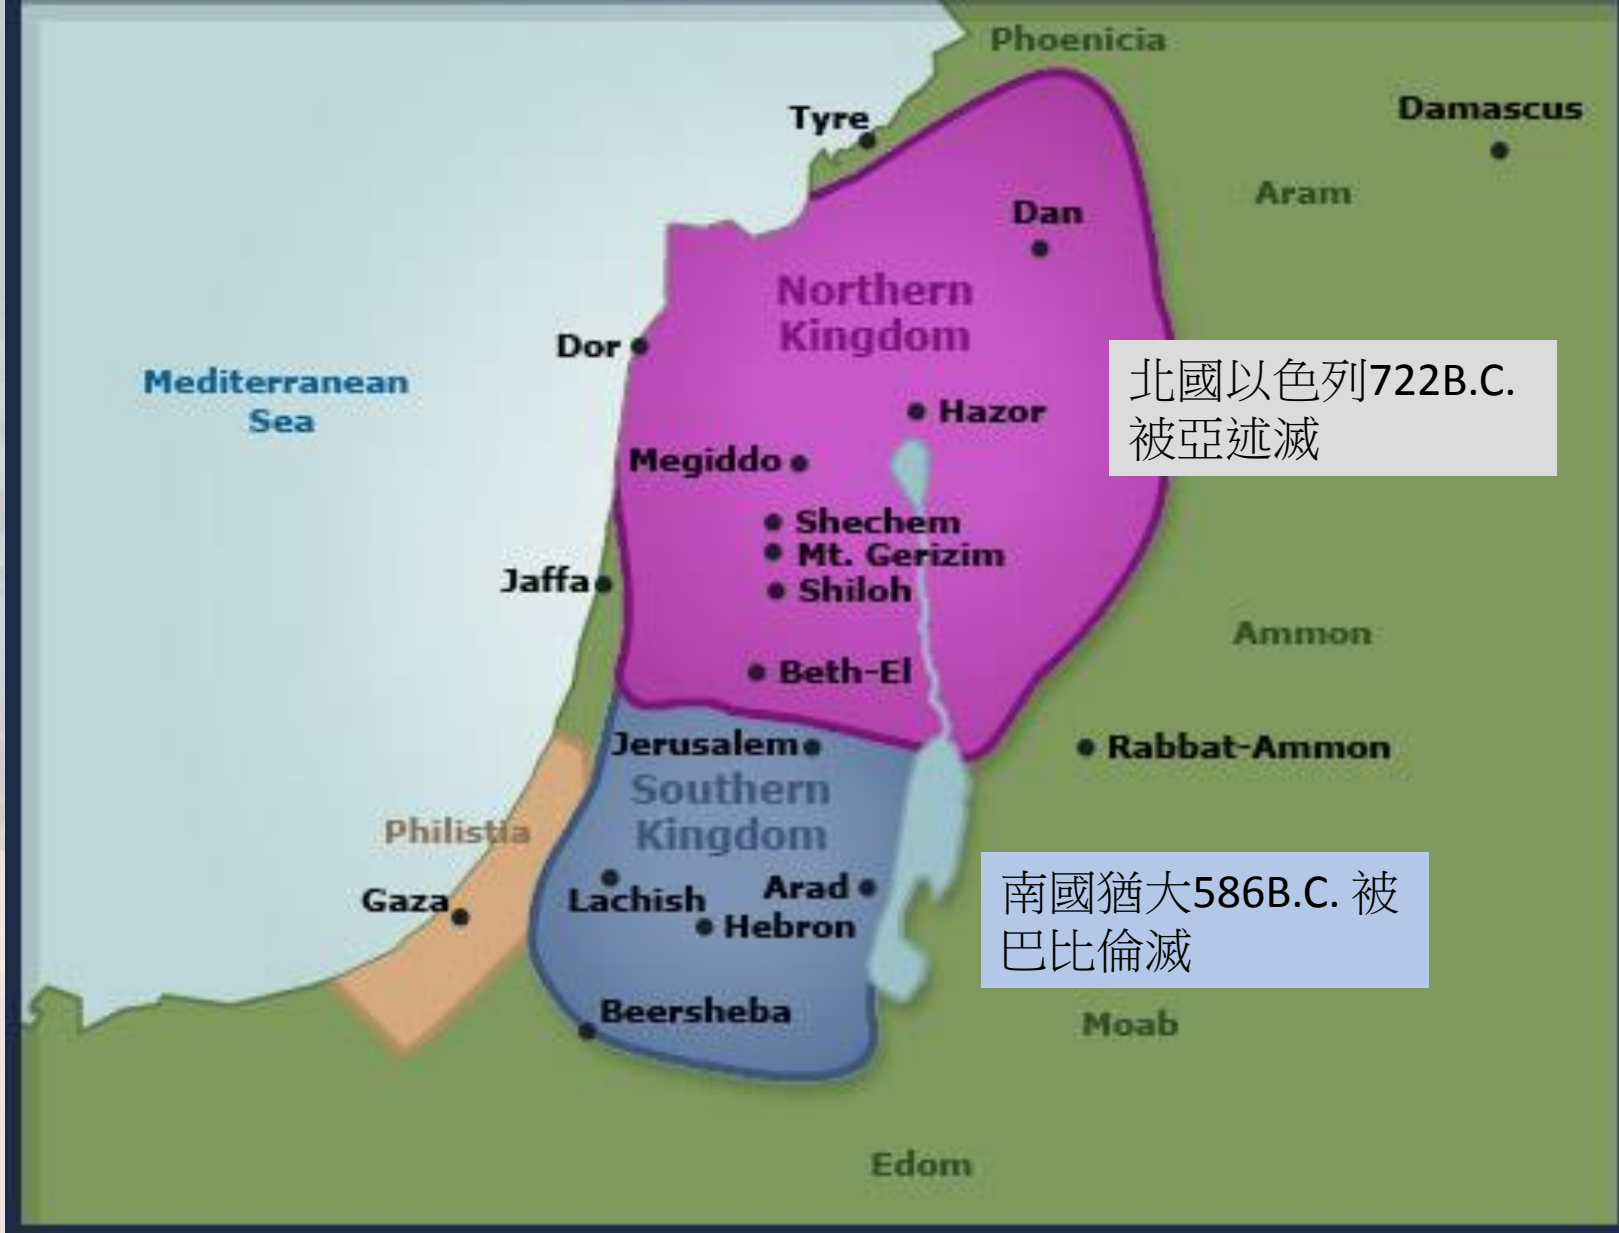 Phoenicia
Tyre
Damascus
Aram
Dan
Northern
Kingdom
Dor
Mediterranean
Sea
北國以色列722B.C.
被亞述滅
Hazor
Megiddo
Shechem
Mt. Gerizim
Jaffa
Shiloh
Ammon
Beth-El
Jerusalem
Rabbat-Ammon
Southern
Kingdom
Philistia
南國猶大586B.C. 被
巴比倫滅
Gaza
Lachish
Arad
Hebron
Beersheba
Moab
Edom